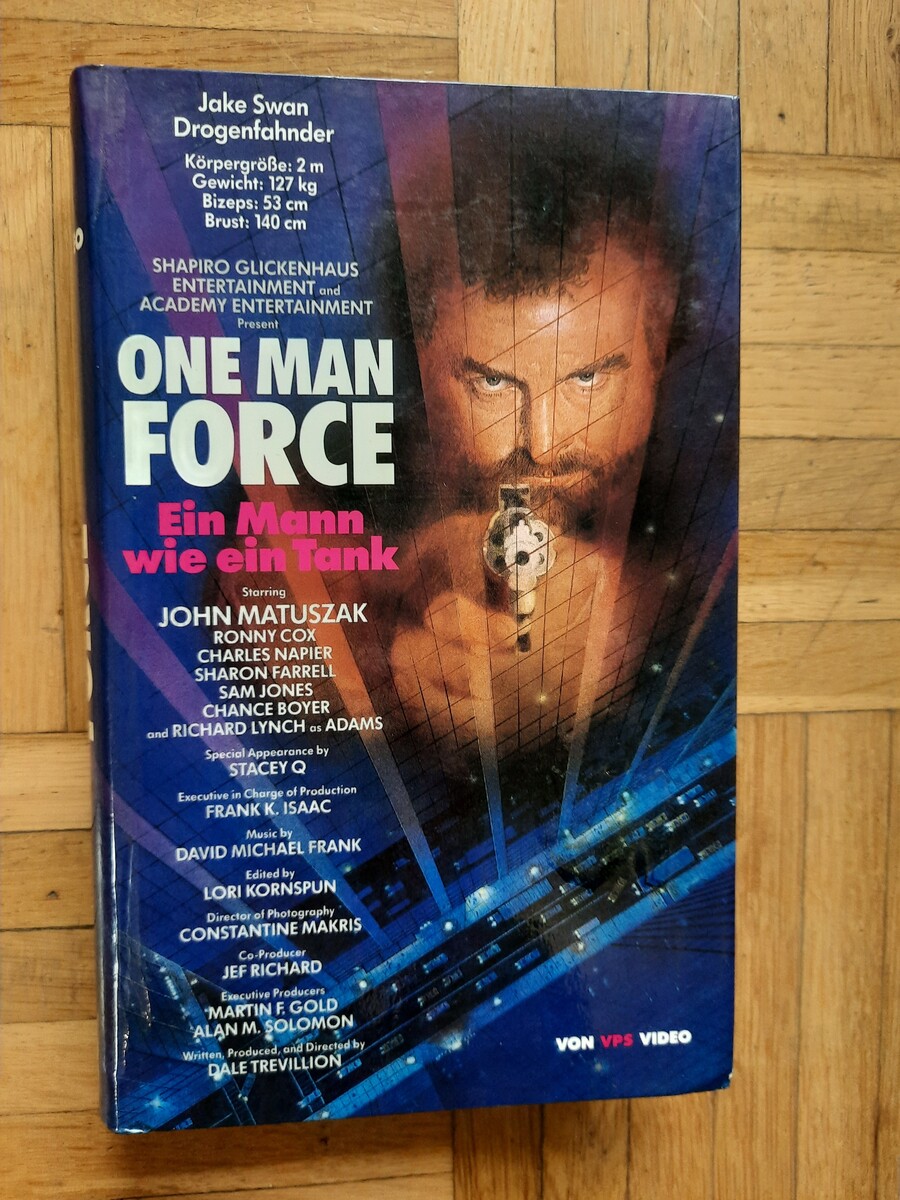 Jake Swan
Drogenfahnder
Körpergröße: 2 m
Gewicht: 127 kg
Bizeps: 53 cm
Brust: 140 cm
SHAPIRO GLICKENHAUS
ENTERTAINMENT and
ACADEMY ENTERTAINMENT
Present
ONE MAN
FORCE
Ein Mann
wie ein Tank
Starring
JOHN MATUSZAK
RONNY COX
CHARLES NAPIER
SHARON FARRELL
SAM JONES
CHANCE BOYER
and RICHARD LYNCH as ADAMS
Special Appearance by
STACEY Q
Executive in Charge of Production
FRANK K. ISAAC
Music by
DAVID MICHAEL FRANK
Edited by
LORI KORNSPUN
Director of Photography
CONSTANTINE MAKRIS
Co-Producer
JEF RICHARD
Executive Producers
MARTIN F. GOLD
ALAN M. SOLOMON
Written, Produced, and Directed by
DALE TREVILLION
VON VPS VIDEO